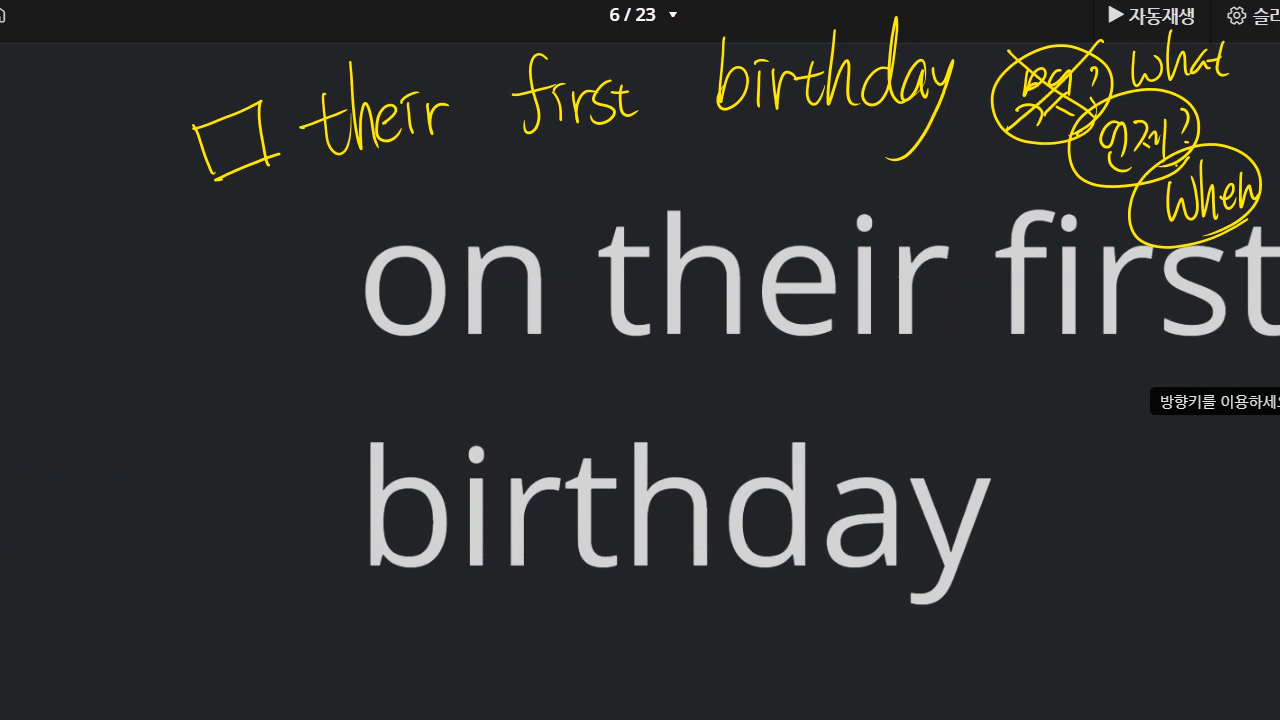 6 / 23
▶ 자동재생
슬라
their first birthday
what
언제?
when
on their first
birthday
방향키를 이용하세요